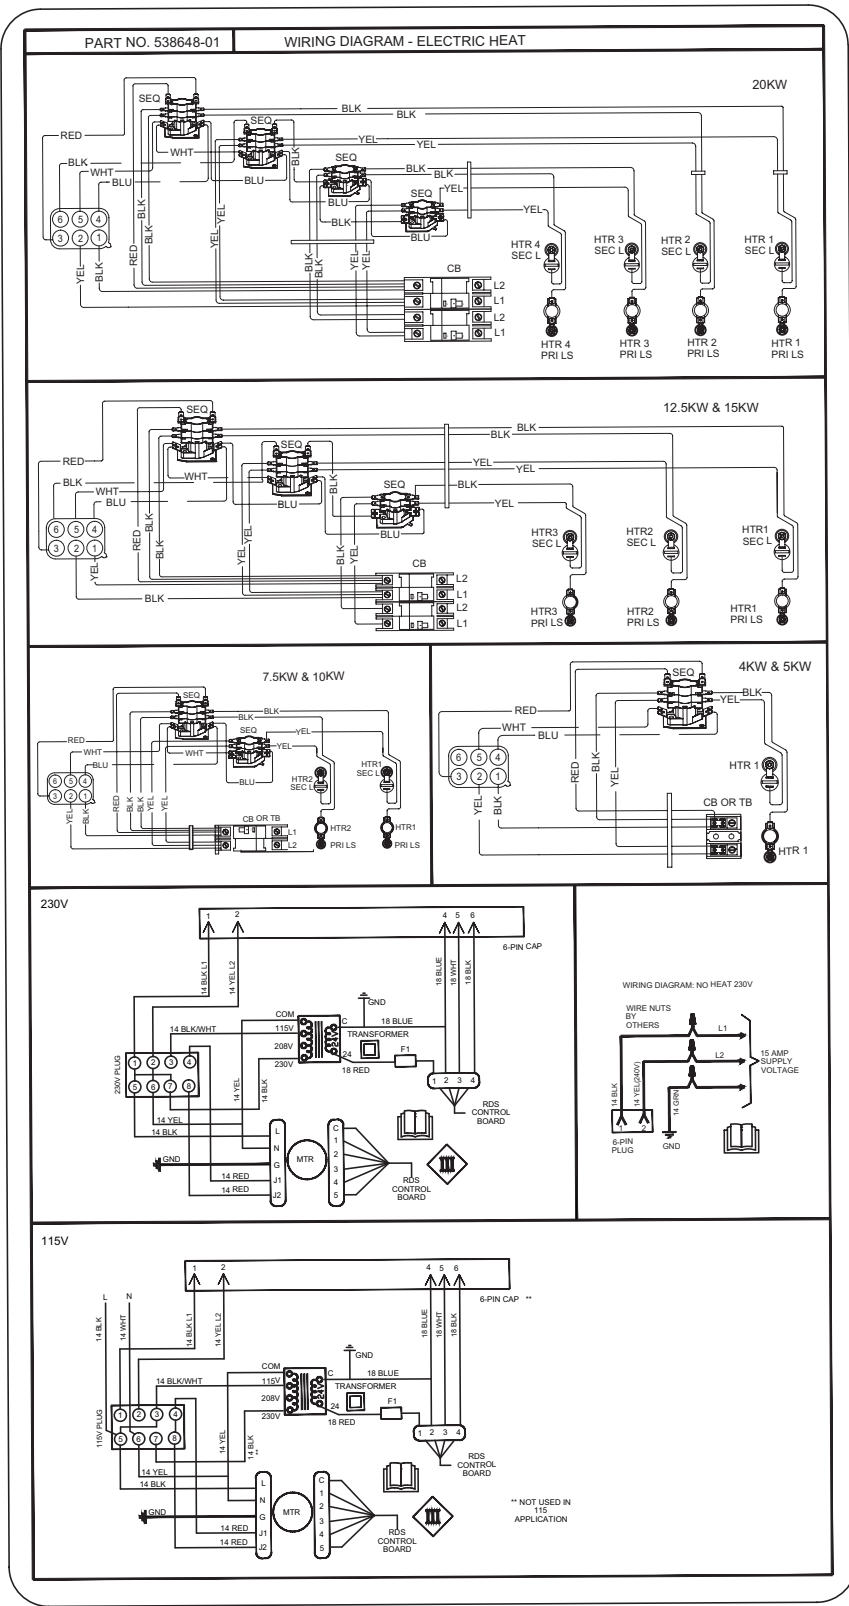 PART NO. 538648-01
WIRING DIAGRAM - ELECTRIC HEAT
20KW
SEQ
BLK
BLK
SEQ
RED
YEL
YEL
WHT
BLK
SEQ
BLK
BLK
BLK
WHT
BLU
BLU
SEQ
YEL
BLU
YEL
BLK
BLU
6 5 4
3 2 1
BLK
BLK
YEL
YEL
RED
YEL
BLK
BLK
BLK
YEL
YEL
CB
L2
L1
L2
L1
HTR 4
SEC L
HTR 3
SEC L
HTR 2
SEC L
HTR 1
SEC L
HTR 4
PRI LS
HTR 3
PRI LS
HTR 2
PRI LS
HTR 1
PRI LS
12.5KW & 15KW
SEQ
BLK
BLK
SEQ
RED
YEL
YEL
WHT
BLK
SEQ
BLK
BLK
WHT
BLU
BLU
YEL
BLU
6 5 4
3 2 1
RED
BLK
BLK
YEL
YEL
BLK
YEL
YEL
BLK
CB
L2
L1
L2
L1
HTR3
SEC L
HTR2
SEC L
HTR1
SEC L
HTR3
PRI LS
HTR2
PRI LS
HTR1
PRI LS
7.5KW & 10KW
SEQ
BLK
BLK
SEQ
YEL
YEL
RED
WHT
WHT
BLU
BLU
6 5 4
3 2 1
YEL
BLK
RED
BLK
BLK
YEL
YEL
CB OR TB
L1
L2
HTR2
SEC L
HTR1
SEC L
HTR2
PRI LS
HTR1
PRI LS
4KW & 5KW
SEQ
BLK
YEL
RED
WHT
BLU
6 5 4
3 2 1
YEL
BLK
RED
BLK
YEL
HTR 1
CB OR TB
HTR 1
230V
1 2 4 5 6
6-PIN CAP
14 BLK L1
14 YEL L2
18 BLUE
18 WHT
18 BLK
GND
COM
C
18 BLUE
14 BLK/WHT
115V
24V
TRANSFORMER
208V
24
F1
230V
18 RED
230V PLUG
1 2 3 4
5 6 7 8
14 YEL
14 BLK
1 2 3 4
RDS
CONTROL
BOARD
14 YEL
14 BLK
GND
14 RED
14 RED
L
N
G
J1
J2
MTR
C
1
2
3
4
5
RDS
CONTROL
BOARD
WIRING DIAGRAM: NO HEAT 230V
WIRE NUTS
BY
OTHERS
L1
L2
15 AMP
SUPPLY
VOLTAGE
14 BLK
14 YEL(240V)
14 GRN
1 2
6-PIN
PLUG
GND
115V
1 2 4 5 6
6-PIN CAP **
L N
14 BLK
14 WHT
14 BLK L1
14 YEL L2
18 BLUE
18 WHT
18 BLK
GND
COM
C
18 BLUE
14 BLK/WHT
115V
24V
TRANSFORMER
208V
24
F1
230V
18 RED
115V PLUG
1 2 3 4
5 6 7 8
14 YEL
14 BLK
**
1 2 3 4
RDS
CONTROL
BOARD
14 YEL
14 BLK
GND
14 RED
14 RED
L
N
G
J1
J2
MTR
C
1
2
3
4
5
RDS
CONTROL
BOARD
** NOT USED IN
115
APPLICATION